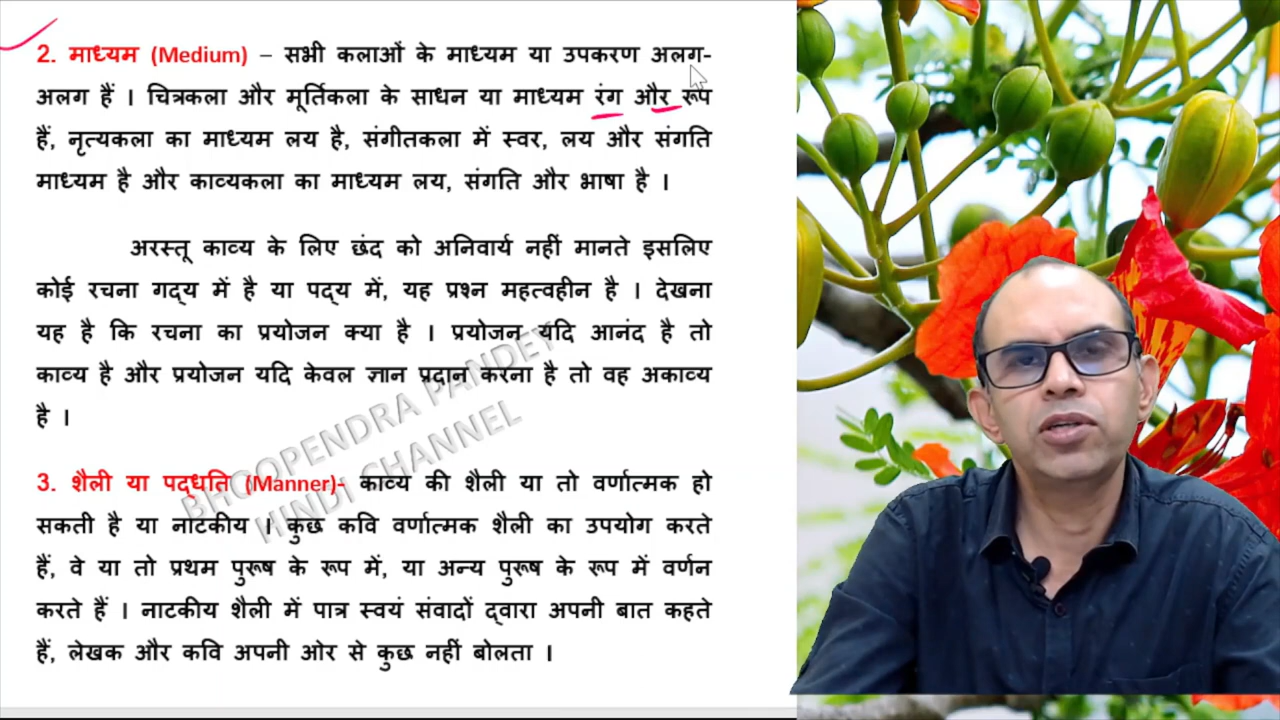 2. माध्यम (Medium) – सभी कलाओं के माध्यम या उपकरण अलग-
अलग हैं । चित्रकला और मूर्तिकला के साधन या माध्यम रंग और रूप
हैं, नृत्यकला का माध्यम लय है, संगीतकला में स्वर, लय और संगति
माध्यम है और काव्यकला का माध्यम लय, संगति और भाषा है ।
अरस्तू काव्य के लिए छंद को अनिवार्य नहीं मानते इसलिए
कोई रचना गद्य में है या पद्य में, यह प्रश्न महत्वहीन है । देखना
यह है कि रचना का प्रयोजन क्या है । प्रयोजन यदि आनंद है तो
काव्य है और प्रयोजन यदि केवल ज्ञान प्रदान करना है तो वह अकाव्य
है ।
BHOOPENDRA PANDEY
HINDI CHANNEL
3. शैली या पद्धति (Manner)- काव्य की शैली या तो वर्णात्मक हो
सकती है या नाटकीय । कुछ कवि वर्णात्मक शैली का उपयोग करते
हैं, वे या तो प्रथम पुरूष के रूप में, या अन्य पुरूष के रूप में वर्णन
करते हैं । नाटकीय शैली में पात्र स्वयं संवादों द्वारा अपनी बात कहते
हैं, लेखक और कवि अपनी ओर से कुछ नहीं बोलता ।